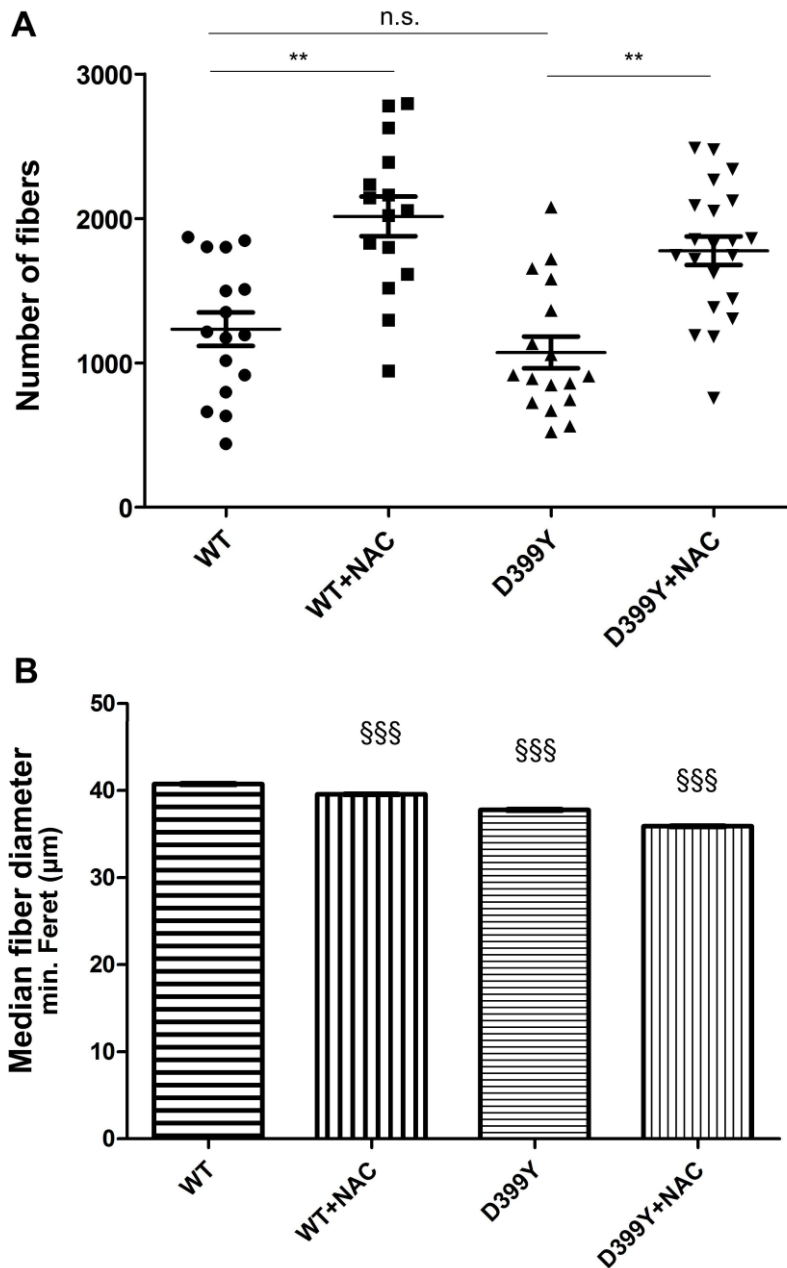 A
n.s.
**
**
Number of fibers
3000
2000
1000
0
WT
WT+NAC
D399Y
D399Y+NAC
B
Median fiber diameter
min. Feret (µm)
50
40
30
20
10
0
§§§
§§§
§§§
WT
WT+NAC
D399Y
D399Y+NAC